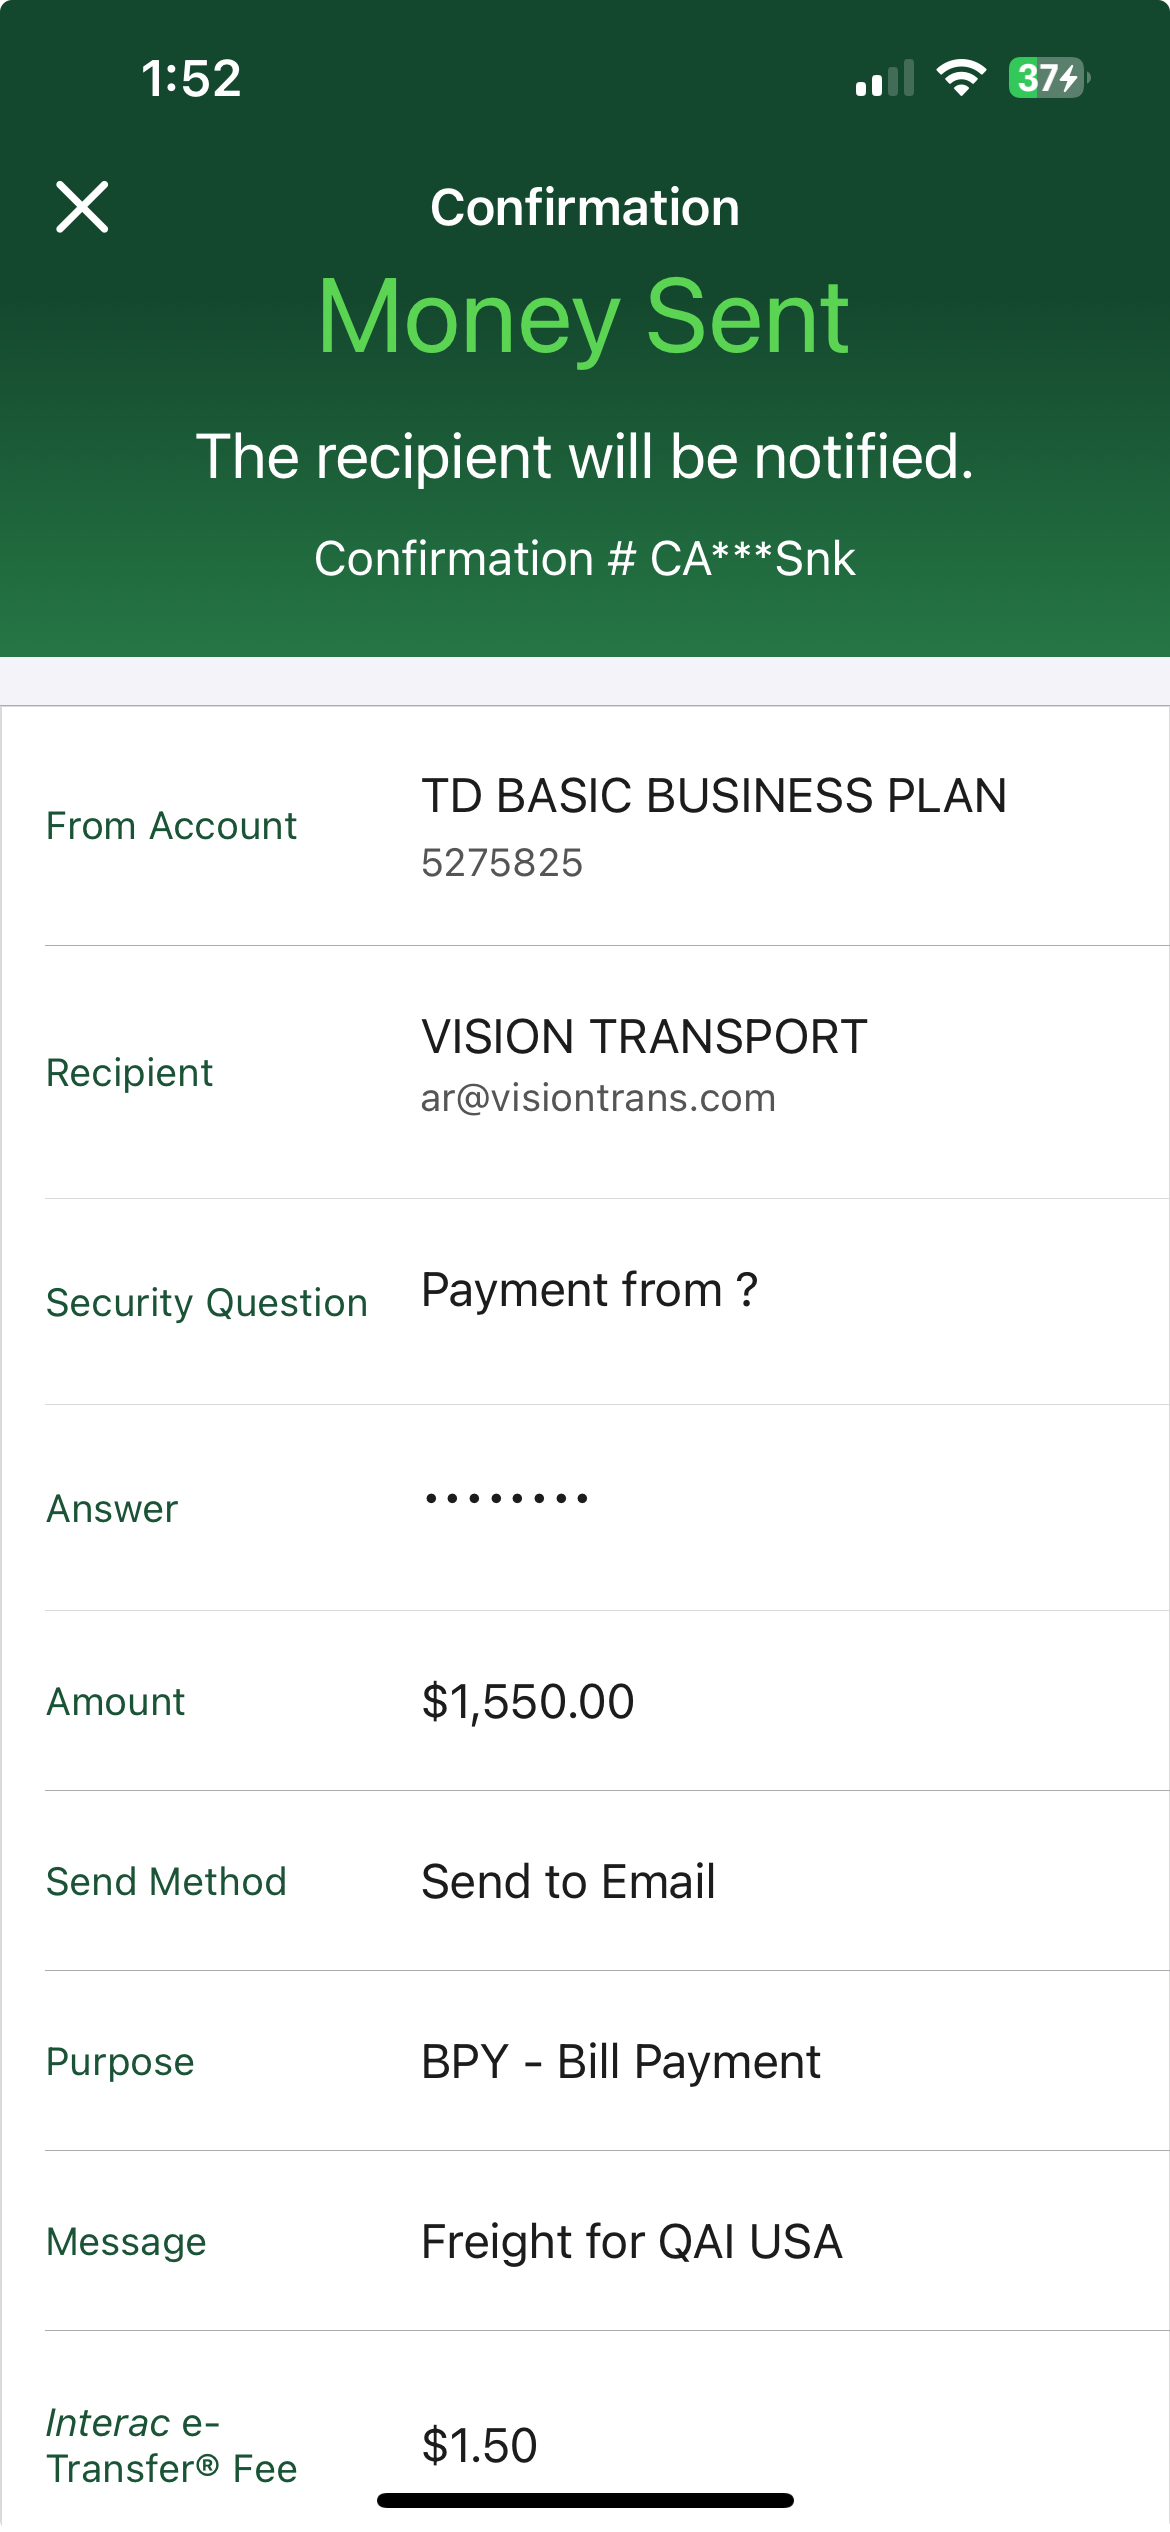 1:52
37
Confirmation
Money Sent
The recipient will be notified.
Confirmation # CA***Snk
From Account
TD BASIC BUSINESS PLAN
5275825
Recipient
VISION TRANSPORT
ar@visiontrans.com
Security Question
Payment from ?
Answer
••••••••
Amount
$1,550.00
Send Method
Send to Email
Purpose
BPY - Bill Payment
Message
Freight for QAI USA
Interac e-
Transfer® Fee
$1.50